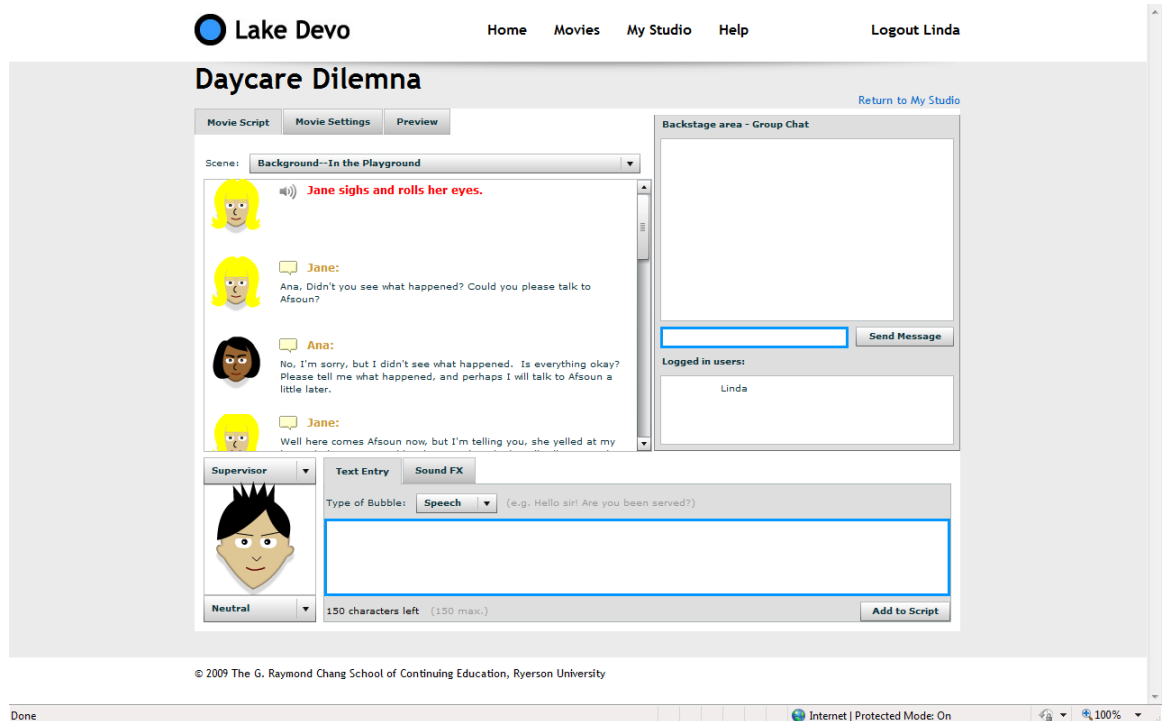 Lake Devo
Home Movies My Studio Help Logout Linda
Daycare Dilemna
Return to My Studio
Movie Script Movie Settings Preview
Scene: Background--In the Playground
Jane sighs and rolls her eyes.
Jane:
Ana, Didn't you see what happened? Could you please talk to
Afsoun?
Ana:
No, I'm sorry, but I didn't see what happened. Is everything okay?
Please tell me what happened, and perhaps I will talk to Afsoun a
little later.
Jane:
Well here comes Afsoun now, but I'm telling you, she yelled at my
Backstage area - Group Chat
Send Message
Logged in users:
Linda
Supervisor
Neutral
Text Entry Sound FX
Type of Bubble: Speech (e.g. Hello sir! Are you been served?)
150 characters left (150 max.)
Add to Script
© 2009 The G. Raymond Chang School of Continuing Education, Ryerson University
Done Internet | Protected Mode: On 100%